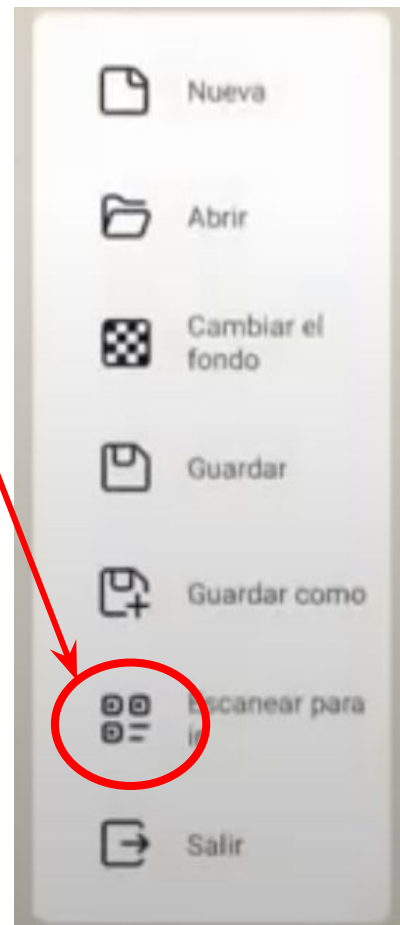 Nueva
Abrir
Cambiar el
fondo
Guardar
Guardar como
Escanear para
Salir